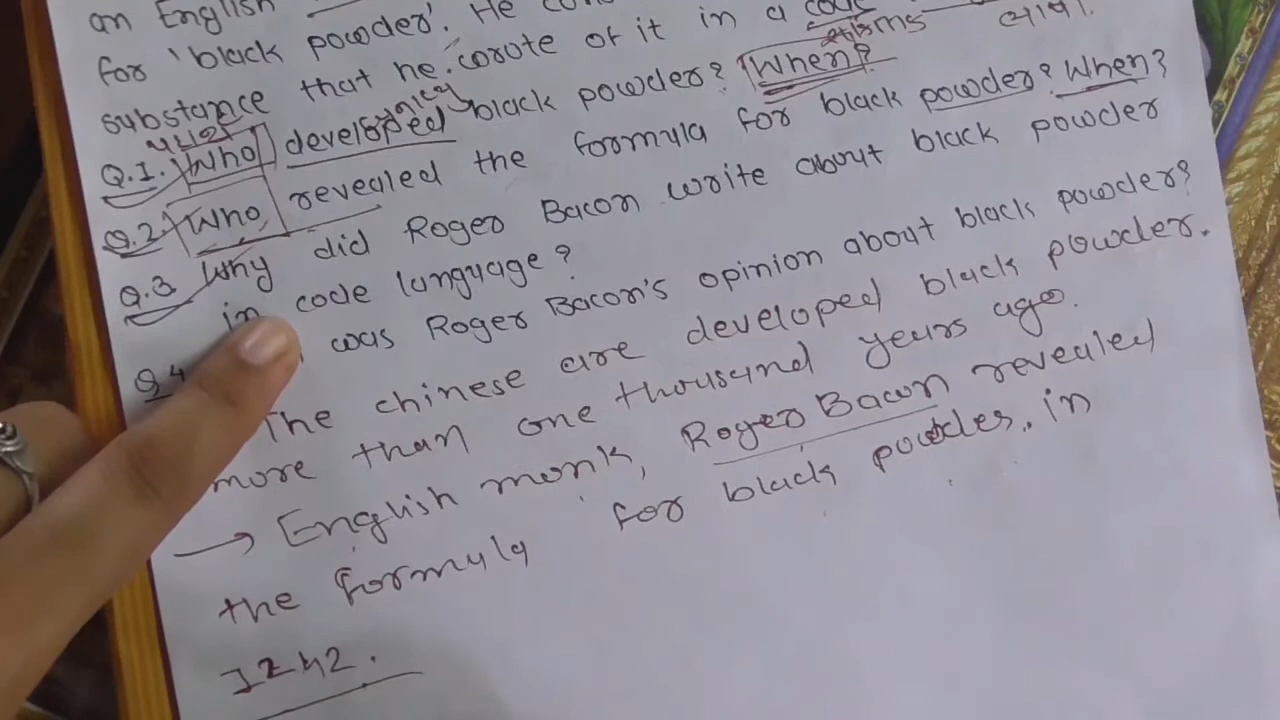 an English
for 'black powder'. He
substance that he wrote of it in a code
Q.1. Who developed black powder? When?
Q.2. Who revealed the formula for black powder? When?
Q.3 Why did Roger Bacon write about black powder
in code language?
Q.4 was Roger Bacon's opinion about black powder?
The chinese are developed black powder.
more than one thousand years ago.
→ English monk, Roger Bacon revealed
the formula for black powder, in
1242.